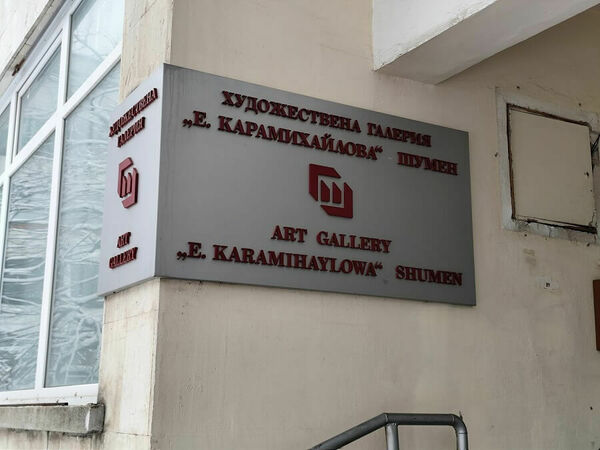 ХУДОЖЕСТВЕНА
ГАЛЕРИЯ
ART
GALLERY
ХУДОЖЕСТВЕНА ГАЛЕРИЯ
„Е. КАРАМИХАЙЛОВА“ ШУМЕН
ART GALLERY
„E. KARAMIHAYLOWA“ SHUMEN